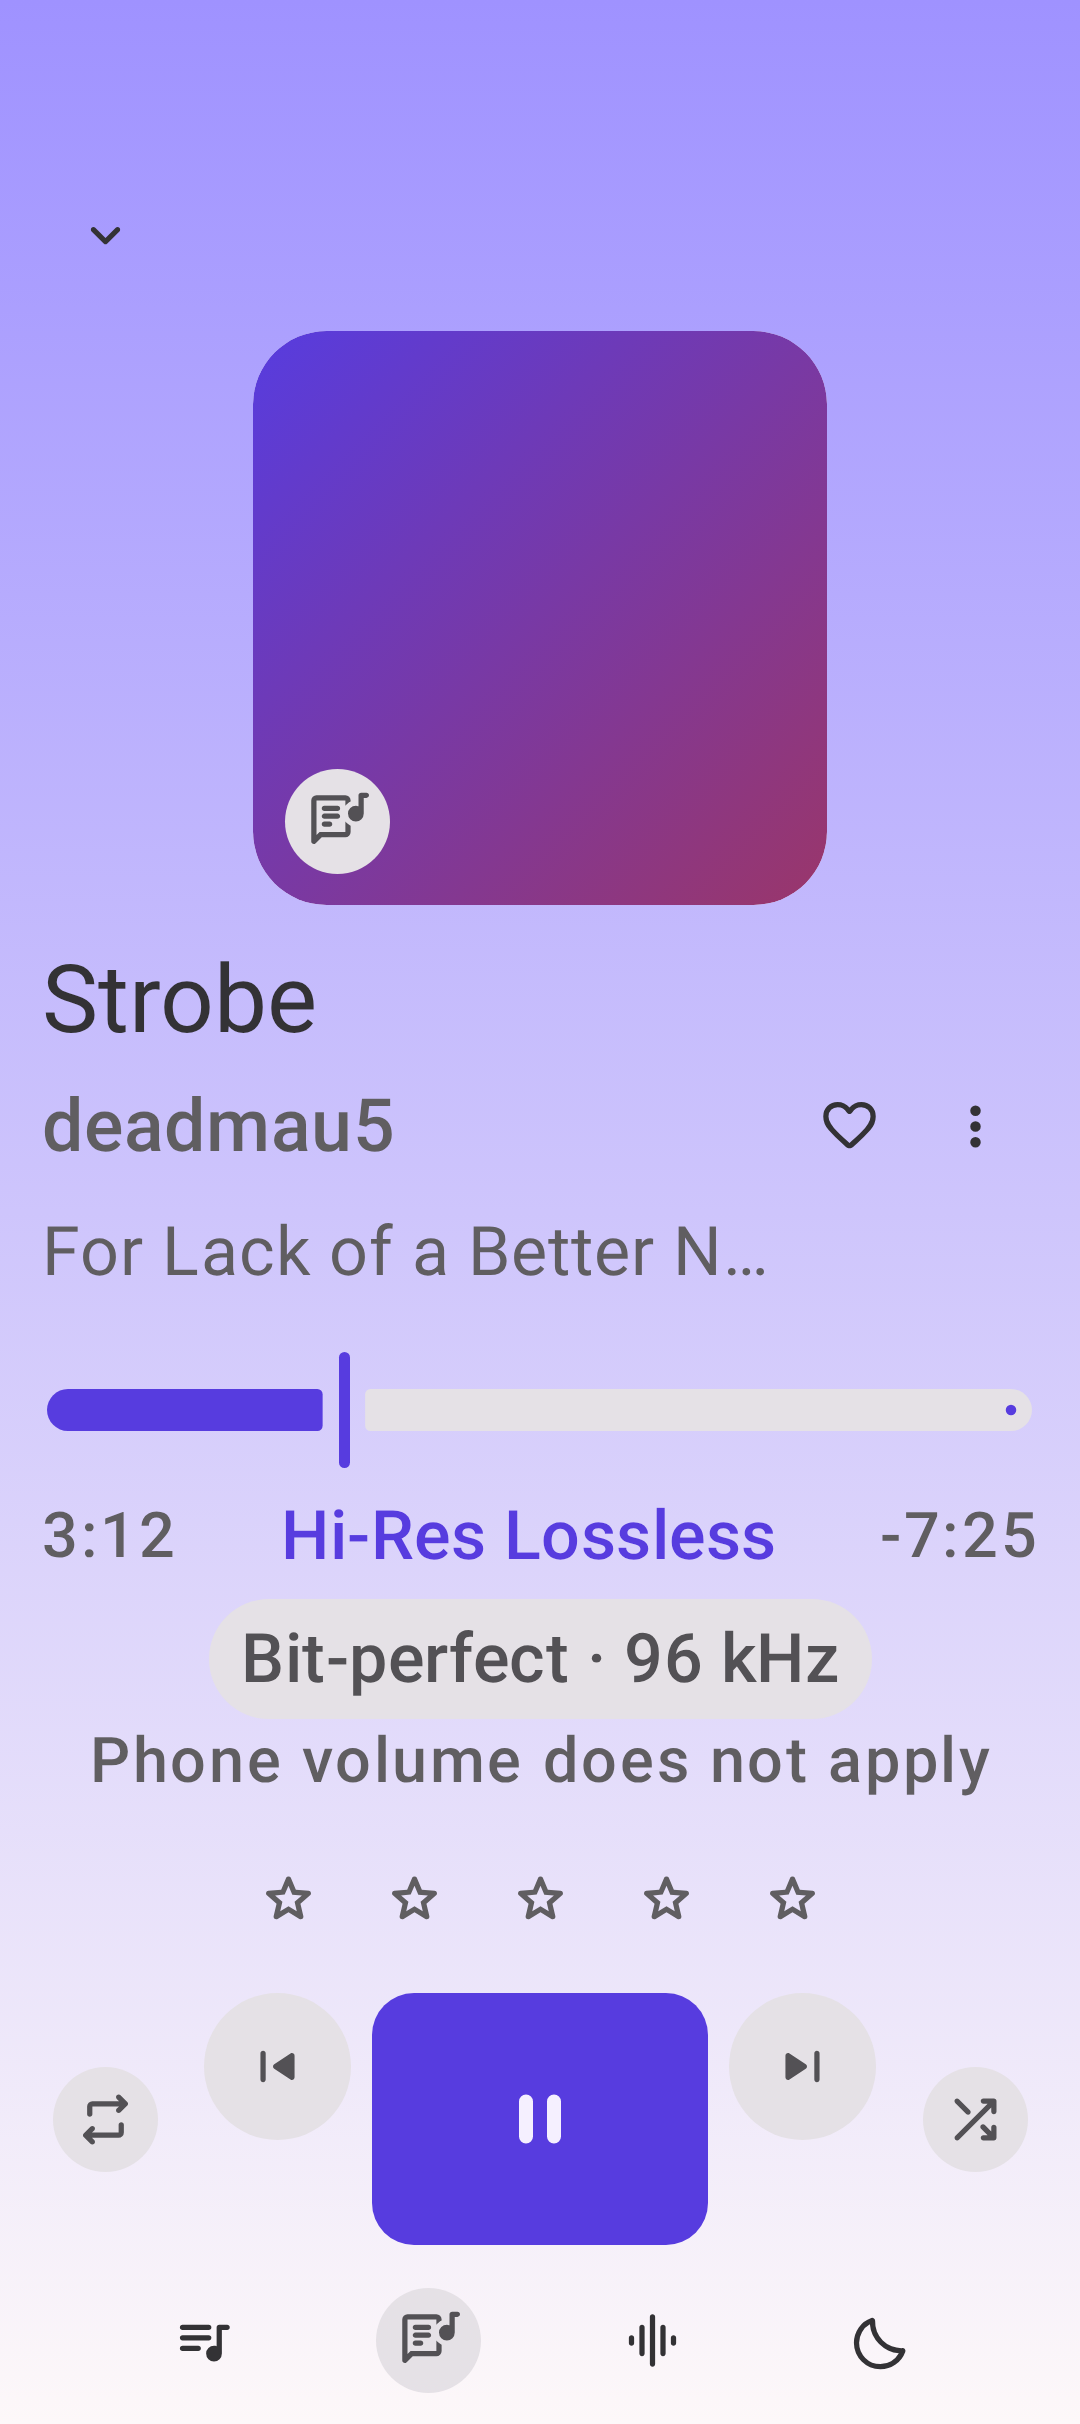 Strobe
deadmau5
For Lack of a Better N…
3:12 Hi-Res Lossless -7:25
Bit-perfect · 96 kHz
Phone volume does not apply